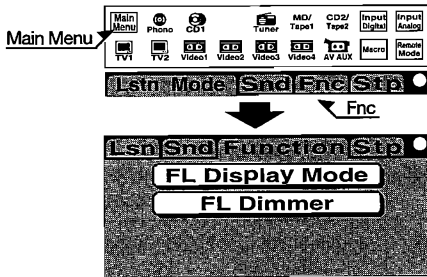 Main Menu
Main Menu Phono CD1 Tuner MD/ Tape1 CD2/ Tape2 Input Digital Input Analog
TV1 TV2 Video1 Video2 Video3 Video4 AV AUX Macro Remote Mode
Lstn Mode Snd Fnc Stp
Fnc
Lsn Snd Function Stp
FL Display Mode
FL Dimmer